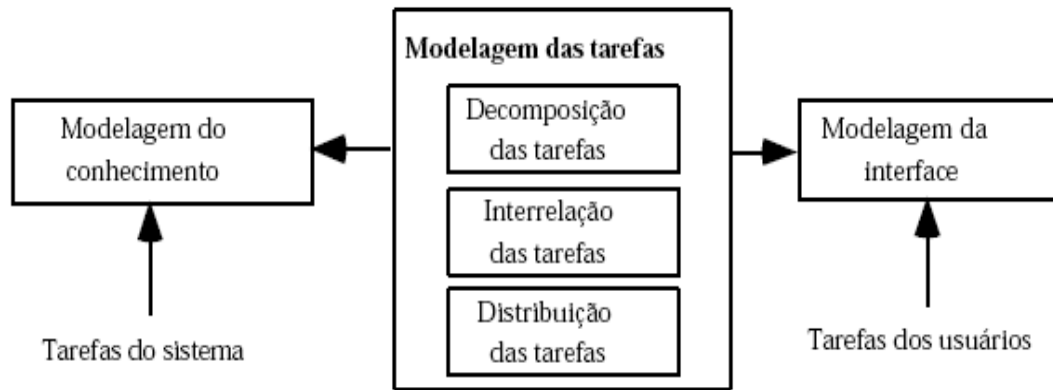 Modelagem das tarefas
Modelagem do
conhecimento
Tarefas do sistema
Decomposição
das tarefas
Interrelação
das tarefas
Distribuição
das tarefas
Modelagem da
interface
Tarefas dos usuários